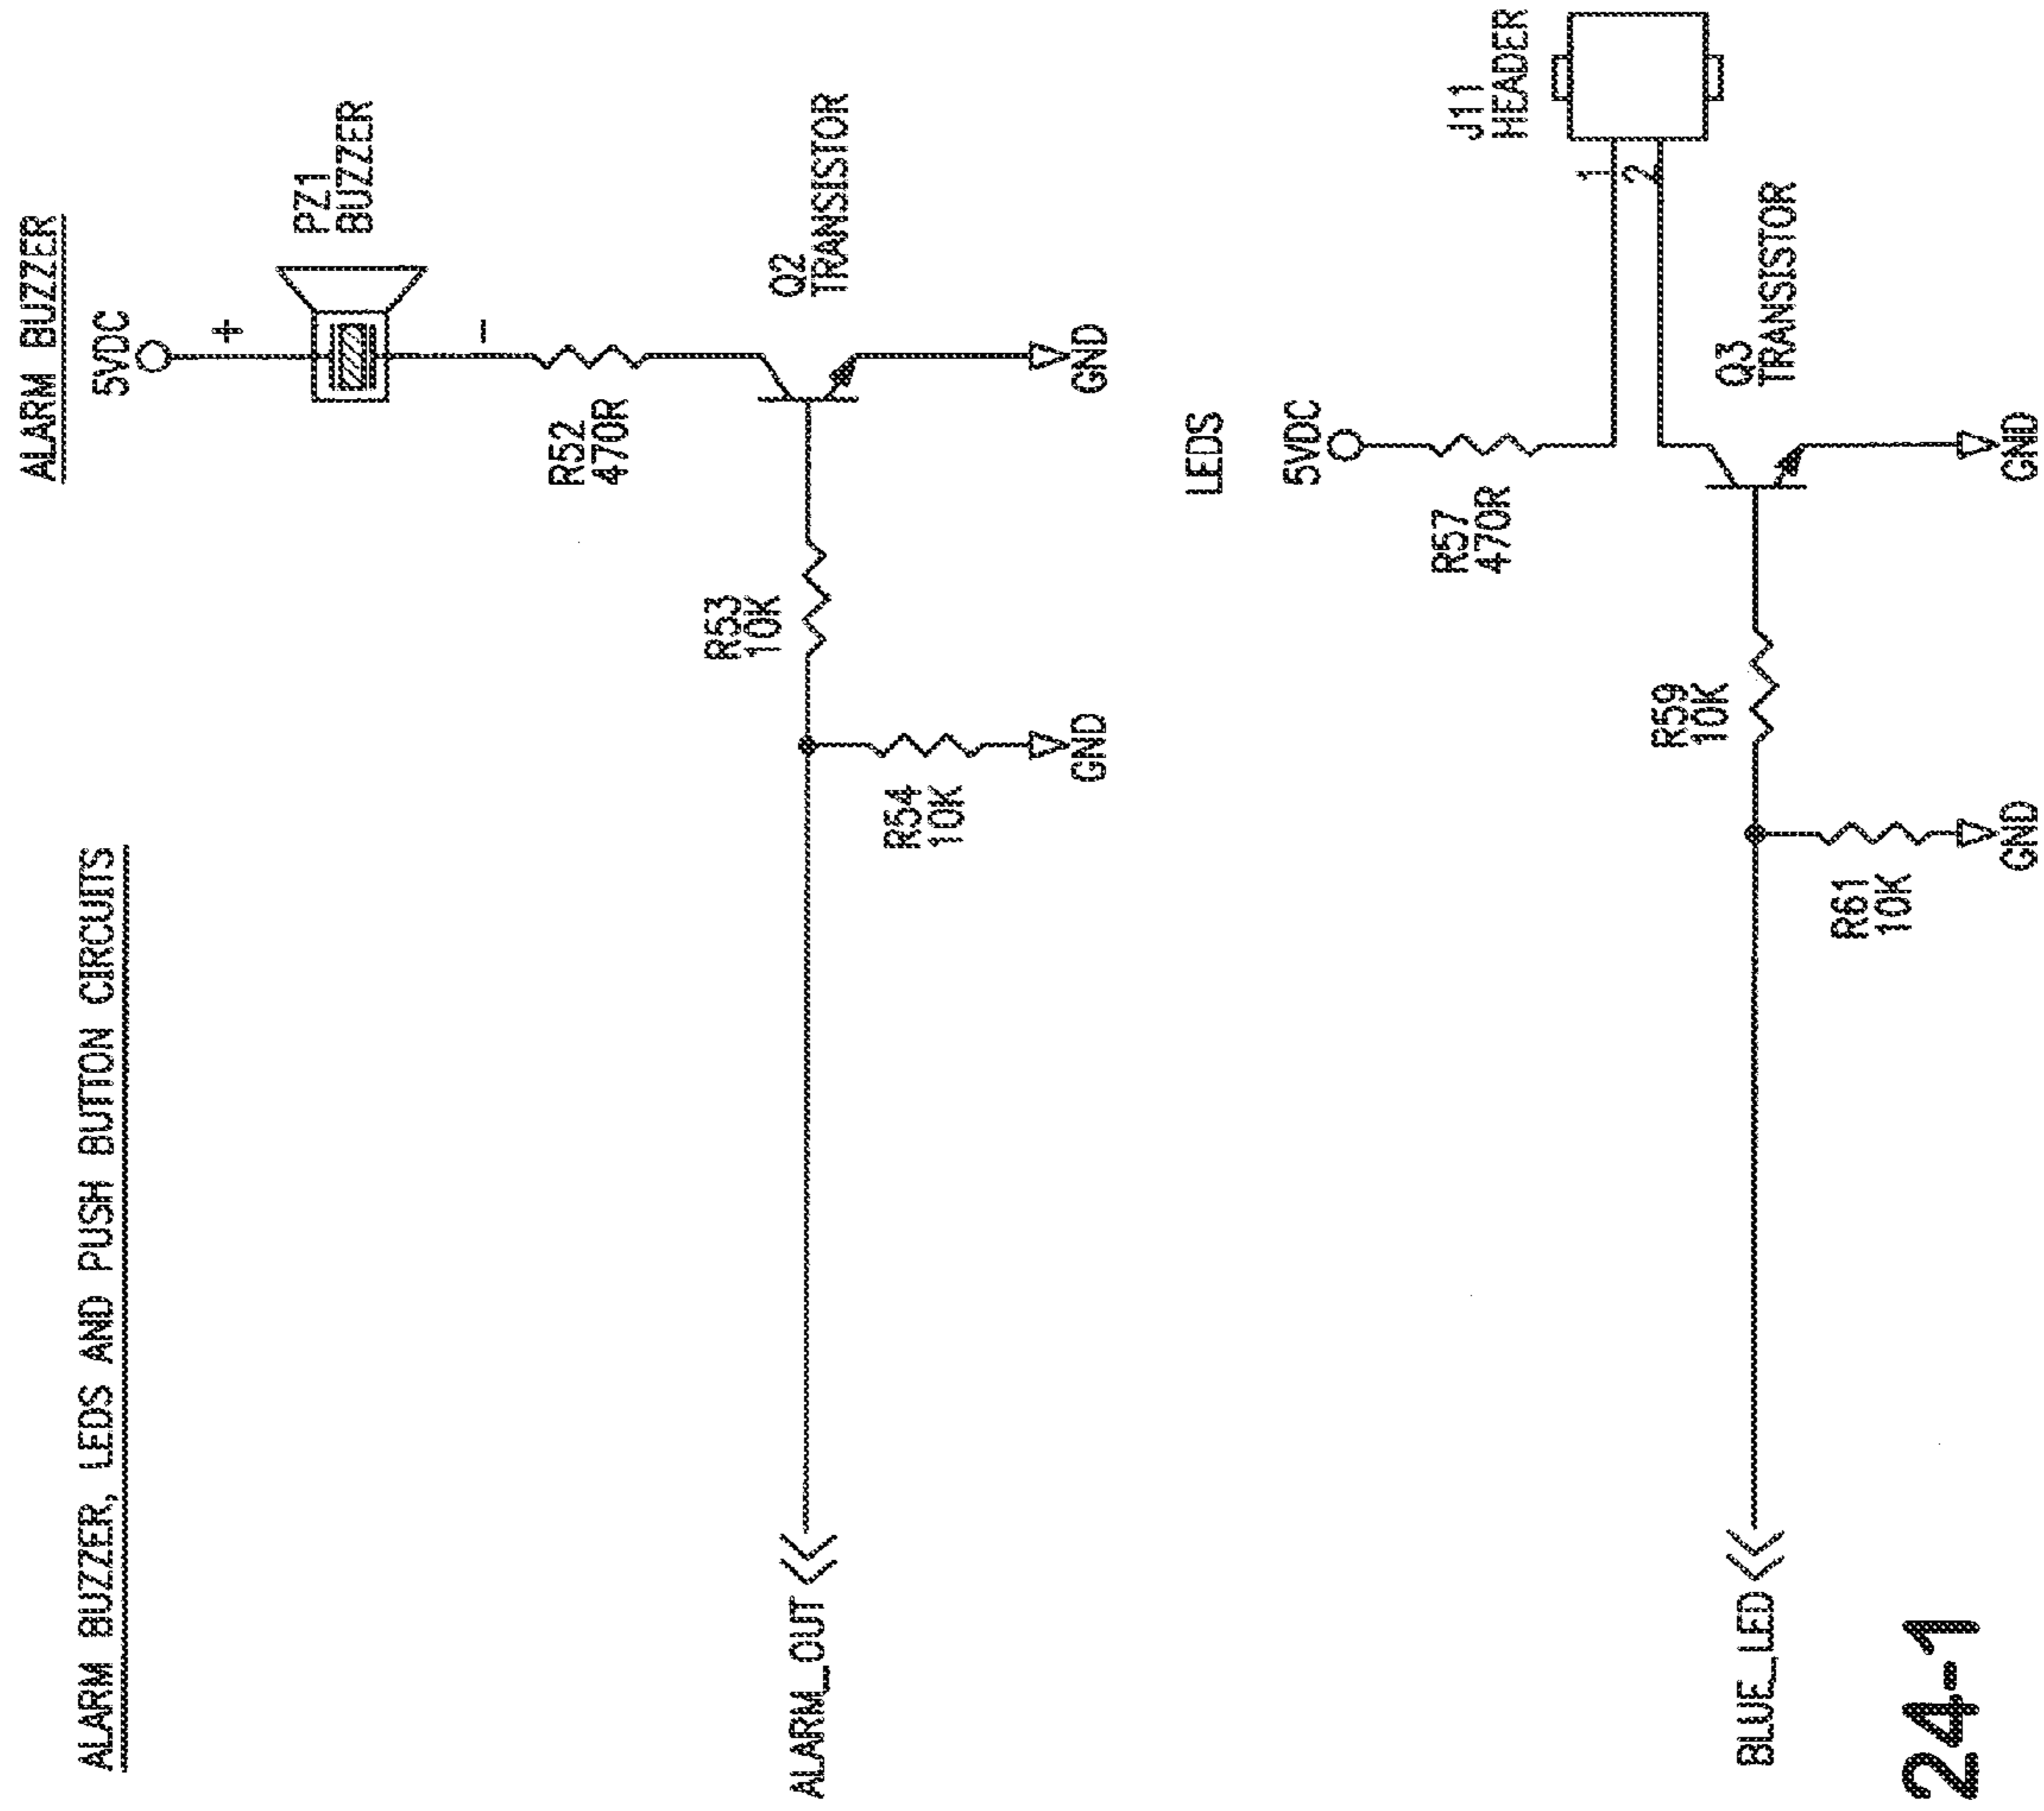 ALARM BUZZER, LEDS AND PUSH BUTTON CIRCUITS
ALARM BUZZER
5VDC
+
PZ1
BUZZER
-
R52
470R
Q2
TRANSISTOR
R53
10K
ALARM_OUT
R54
10K
GND
GND
LEDS
5VDC
J11
HEADER
R57
470R
1
2
Q3
TRANSISTOR
R59
10K
BLUE_LED
R61
10K
GND
GND
24-1